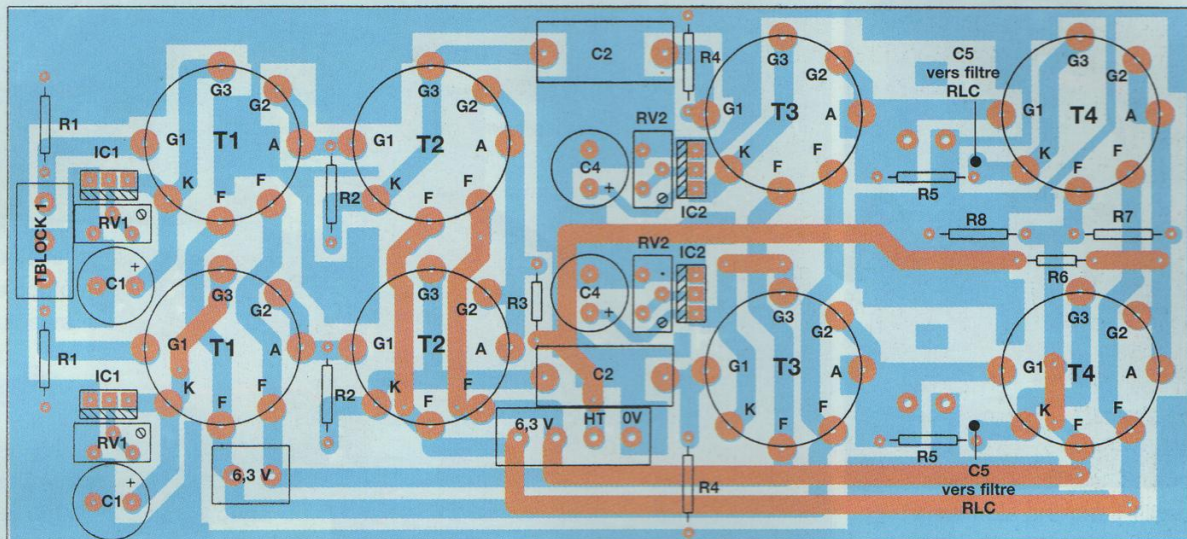 C2
R4
G3
G2
G1
T3
A
K
F
F
C5
vers filtre
RLC
G3
G2
G1
T4
A
K
F
F
R1
G3
G2
G1
T1
A
K
F
F
G3
G2
G1
T2
A
K
F
F
IC1
RV1
C1
+
TBLOCK 1
R2
C4
+
RV2
IC2
R5
R8
R7
R6
R1
G3
G2
G1
T1
A
K
F
F
G3
G2
G1
T2
A
K
F
F
R3
C4
+
RV2
IC2
C2
G3
G2
G1
T3
A
K
F
F
G3
G2
G1
T4
A
K
F
F
IC1
RV1
C1
+
R2
6,3 V
6,3 V
HT
0V
R4
R5
C5
vers filtre
RLC